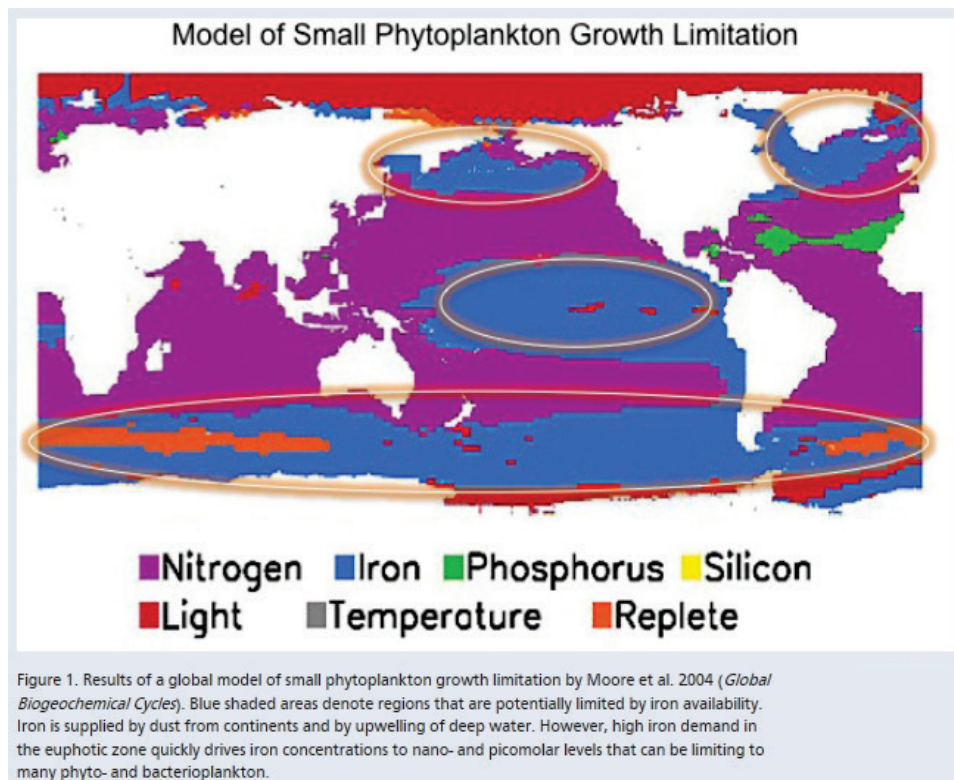 Model of Small Phytoplankton Growth Limitation
Nitrogen Iron Phosphorus Silicon
Light Temperature Replete
Figure 1. Results of a global model of small phytoplankton growth limitation by Moore et al. 2004 (Global
Biogeochemical Cycles). Blue shaded areas denote regions that are potentially limited by iron availability.
Iron is supplied by dust from continents and by upwelling of deep water. However, high iron demand in
the euphotic zone quickly drives iron concentrations to nano- and picomolar levels that can be limiting to
many phyto- and bacterioplankton.